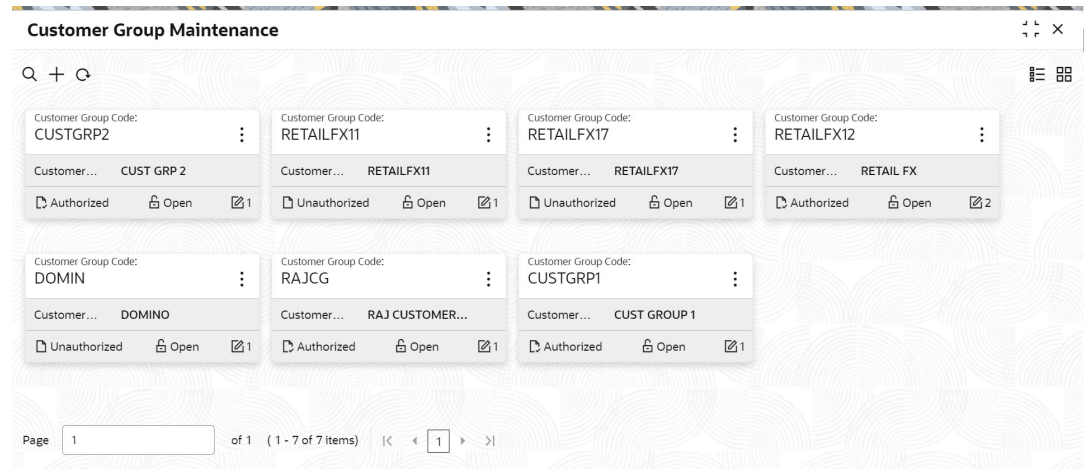 Customer Group Maintenance
Customer Group Code:
CUSTGRP2
Customer... CUST GRP 2
Authorized Open 1
Customer Group Code:
RETAILFX11
Customer... RETAILFX11
Unauthorized Open 1
Customer Group Code:
RETAILFX17
Customer... RETAILFX17
Unauthorized Open 1
Customer Group Code:
RETAILFX12
Customer... RETAIL FX
Authorized Open 2
Customer Group Code:
DOMIN
Customer... DOMINO
Unauthorized Open 1
Customer Group Code:
RAJCG
Customer... RAJ CUSTOMER...
Authorized Open 1
Customer Group Code:
CUSTGRP1
Customer... CUST GROUP 1
Authorized Open 1
Page 1 of 1 ( 1 - 7 of 7 items) 1